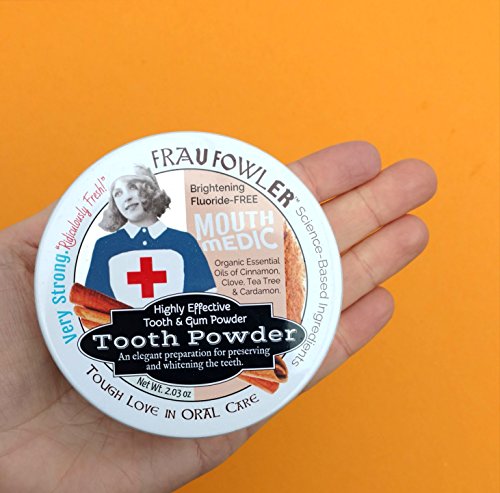 FRAU FOWLER™
Very Strong. "Ridiculously Fresh!"
Science-Based Ingredients
Brightening
Fluoride-FREE
MOUTH
MEDIC
Organic Essential
Oils of Cinnamon,
Clove, Tea Tree
& Cardamon.
Highly Effective
Tooth & Gum Powder
Tooth Powder
An elegant preparation for preserving
and whitening the teeth.
Net Wt. 2.03 oz
TOUGH LOVE IN ORAL CARE